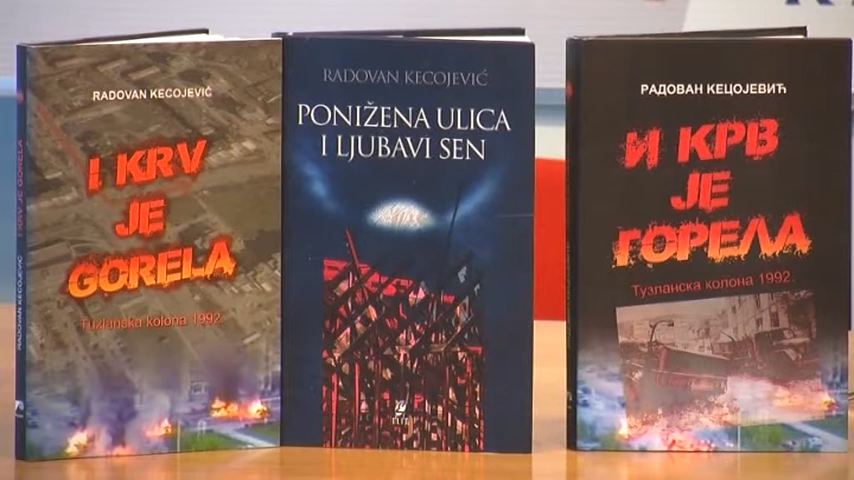 RADOVAN KECOJEVIĆ
I KRV
JE
GORELA
Tuzlanska kolona 1992.
RADOVAN KECOJEVIĆ I KRV JE GORELA
RADOVAN KECOJEVIĆ
PONIŽENA ULICA
I LJUBAVI SEN
РАДОВАН КЕЦОЈЕВИЋ
И КРВ
ЈЕ
ГОРЕЛА
Тузланска колона 1992.